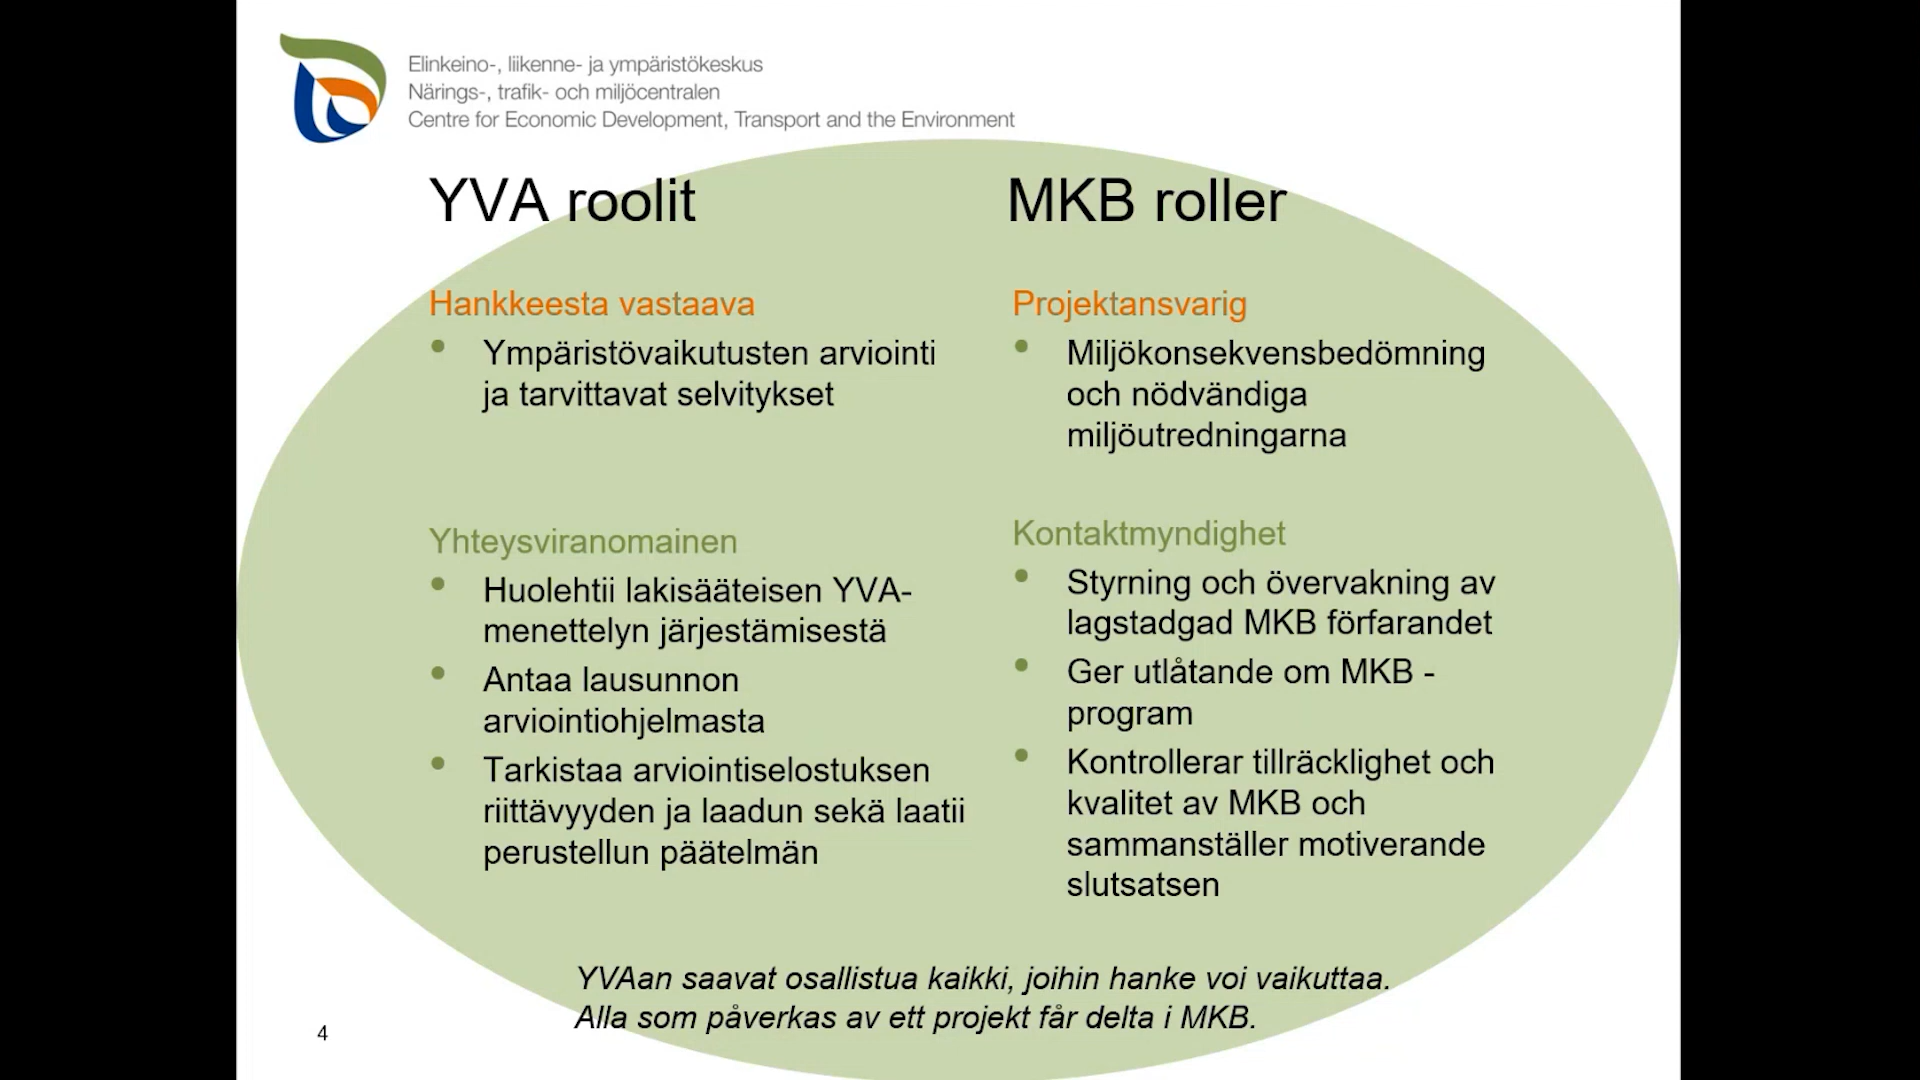 Elinkeino-, liikenne- ja ympäristökeskus
Närings-, trafik- och miljöcentralen
Centre for Economic Development, Transport and the Environment
YVA roolit
Hankkeesta vastaava
• Ympäristövaikutusten arviointi
ja tarvittavat selvitykset
Yhteysviranomainen
• Huolehtii lakisääteisen YVA-
menettelyn järjestämisestä
• Antaa lausunnon
arviointiohjelmasta
• Tarkistaa arviointiselostuksen
riittävyyden ja laadun sekä laatii
perustellun päätelmän
MKB roller
Projektansvarig
• Miljökonsekvensbedömning
och nödvändiga
miljöutredningarna
Kontaktmyndighet
• Styrning och övervakning av
lagstadgad MKB förfarandet
• Ger utlåtande om MKB -
program
• Kontrollerar tillräcklighet och
kvalitet av MKB och
sammanställer motiverande
slutsatsen
YVAan saavat osallistua kaikki, joihin hanke voi vaikuttaa.
Alla som påverkas av ett projekt får delta i MKB.
4